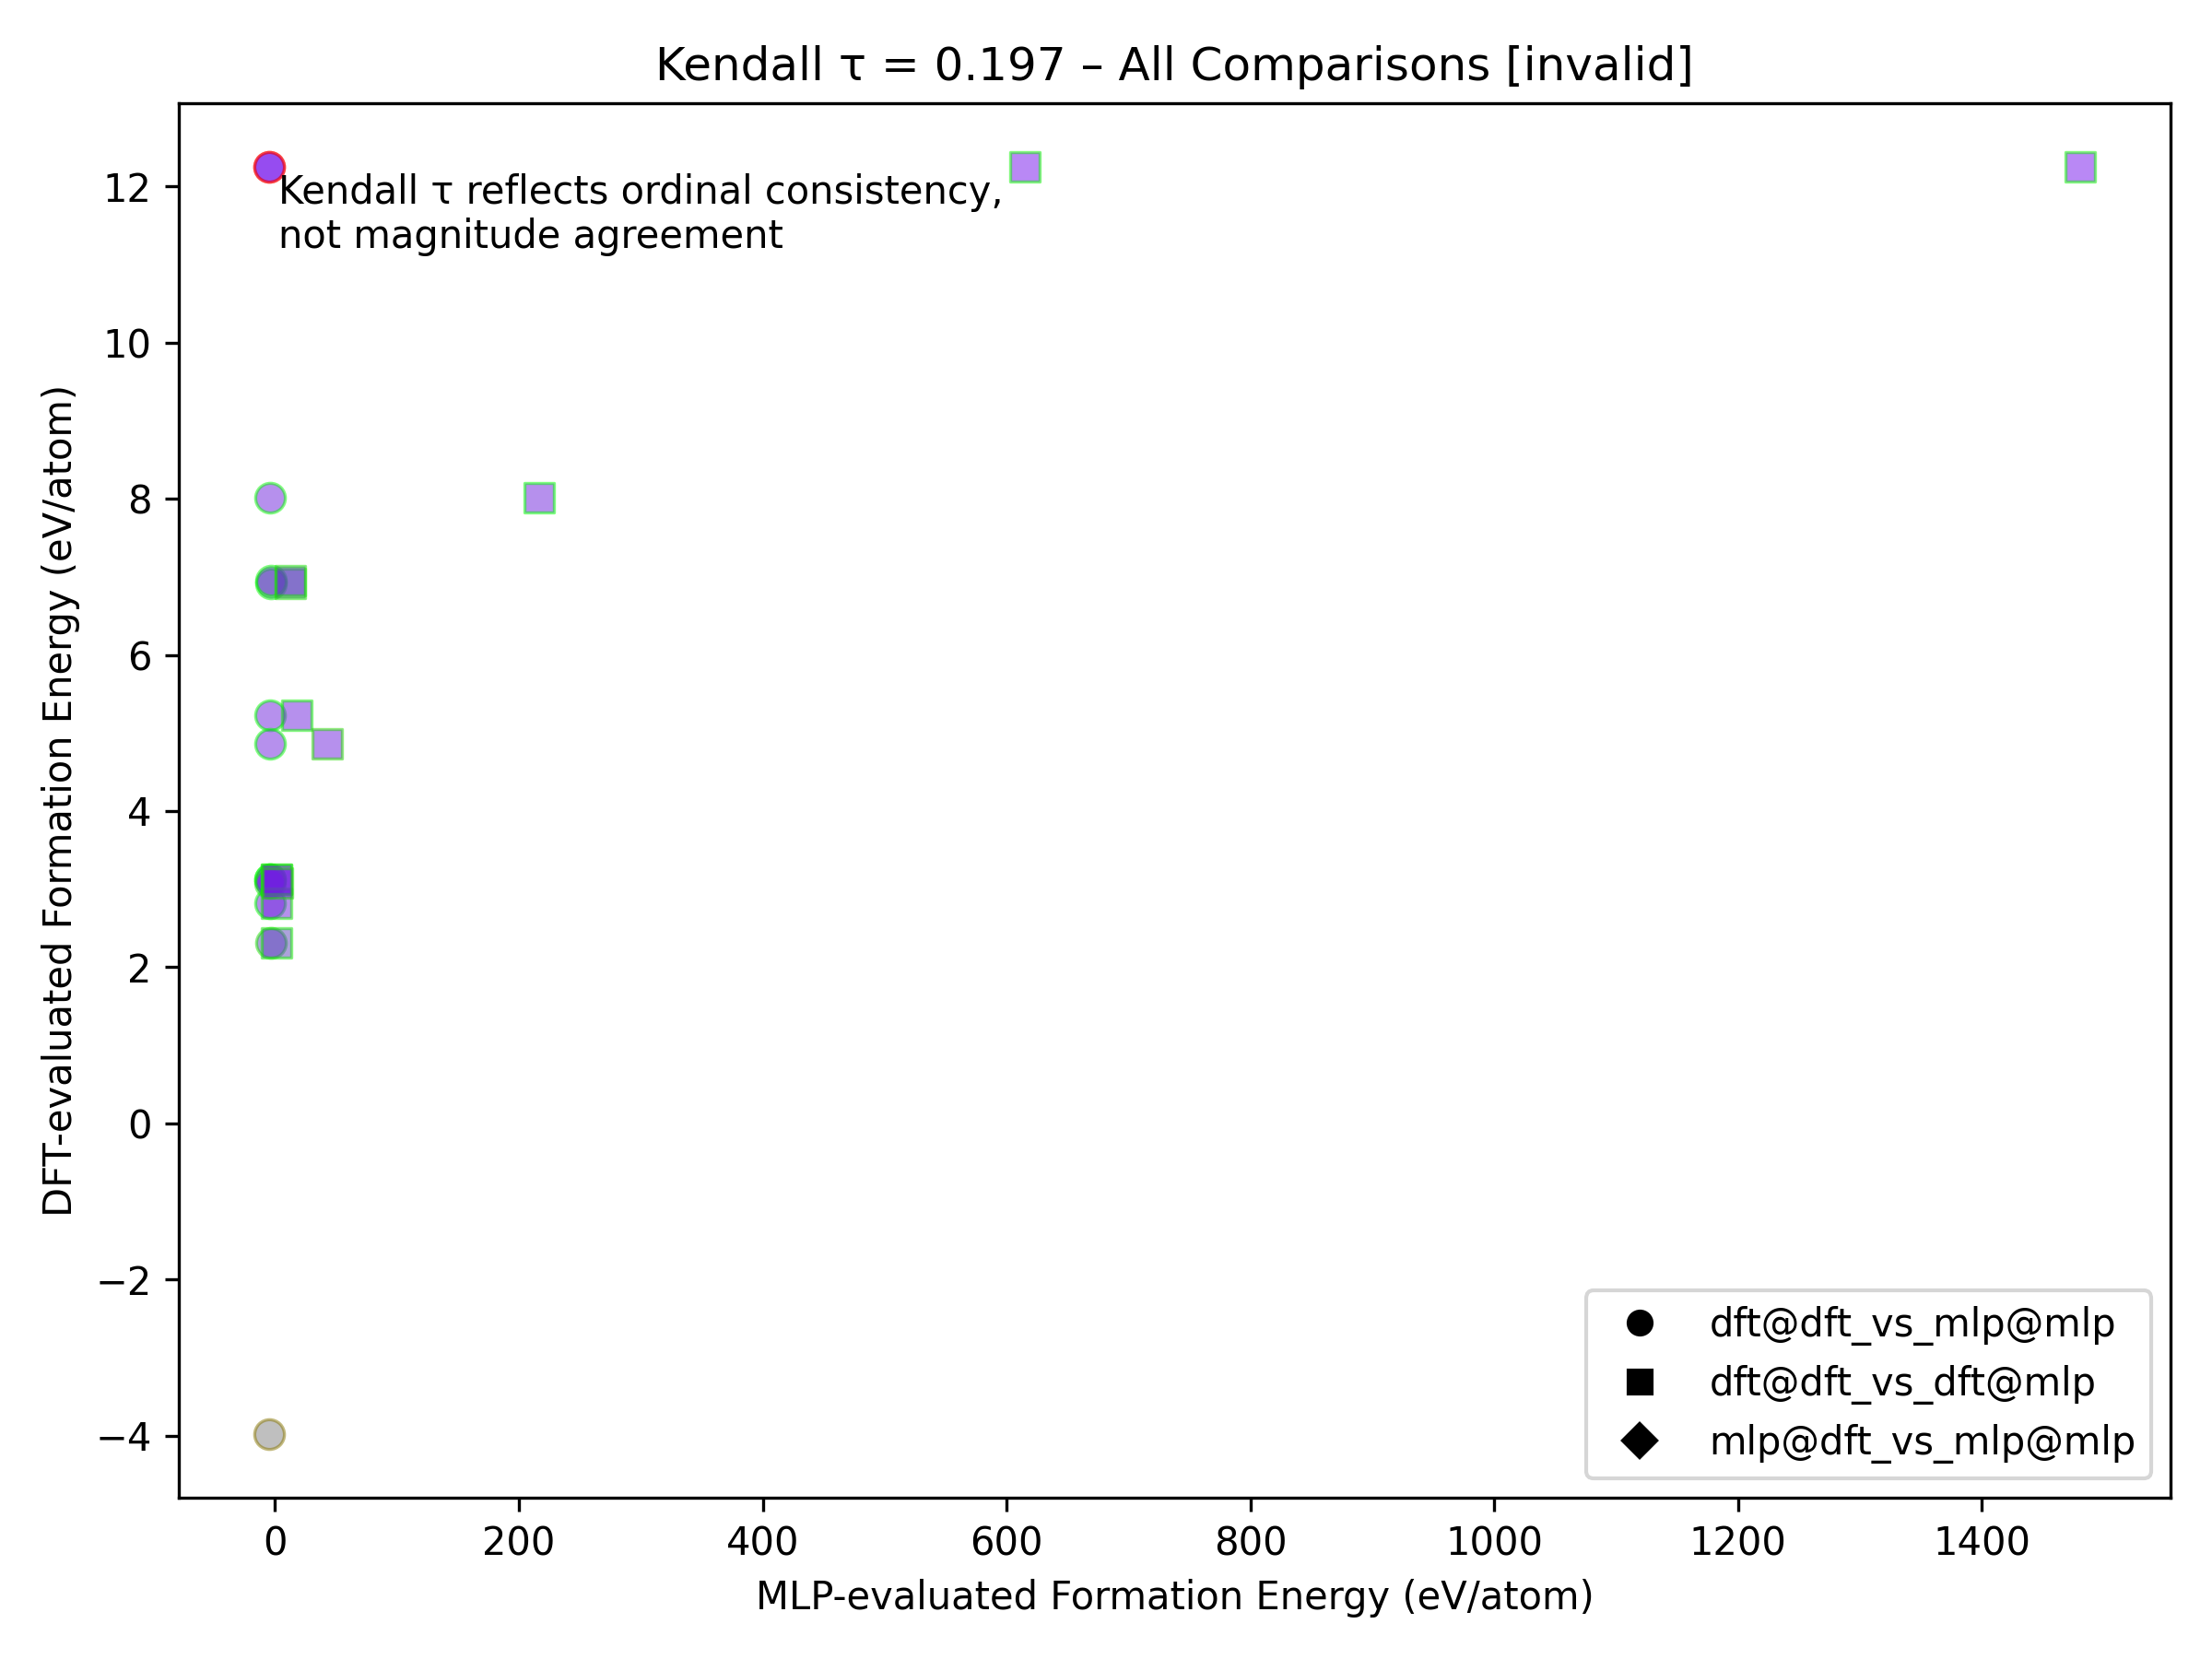 Kendall τ = 0.197 – All Comparisons [invalid]
Kendall τ reflects ordinal consistency,
not magnitude agreement
DFT-evaluated Formation Energy (eV/atom)
12
10
8
6
4
2
0
−2
−4
dft@dft_vs_mlp@mlp
dft@dft_vs_dft@mlp
mlp@dft_vs_mlp@mlp
0 200 400 600 800 1000 1200 1400
MLP-evaluated Formation Energy (eV/atom)